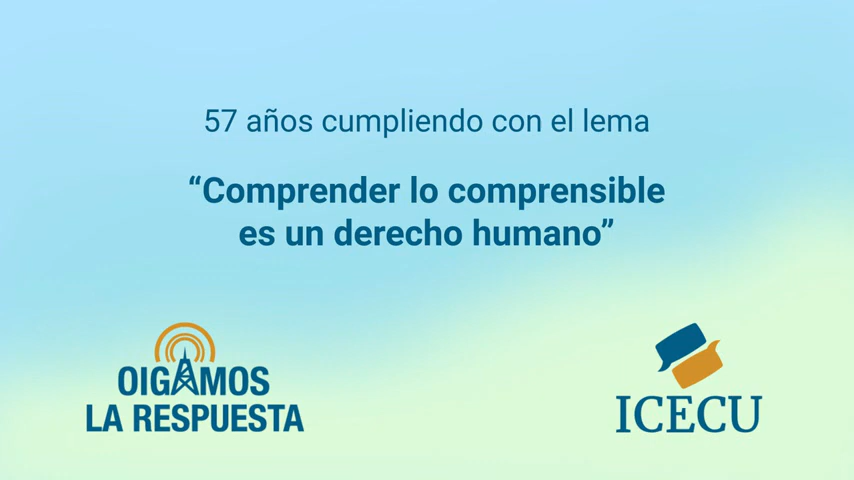 57 años cumpliendo con el lema
“Comprender lo comprensible
es un derecho humano”
OIGAMOS
LA RESPUESTA
ICECU